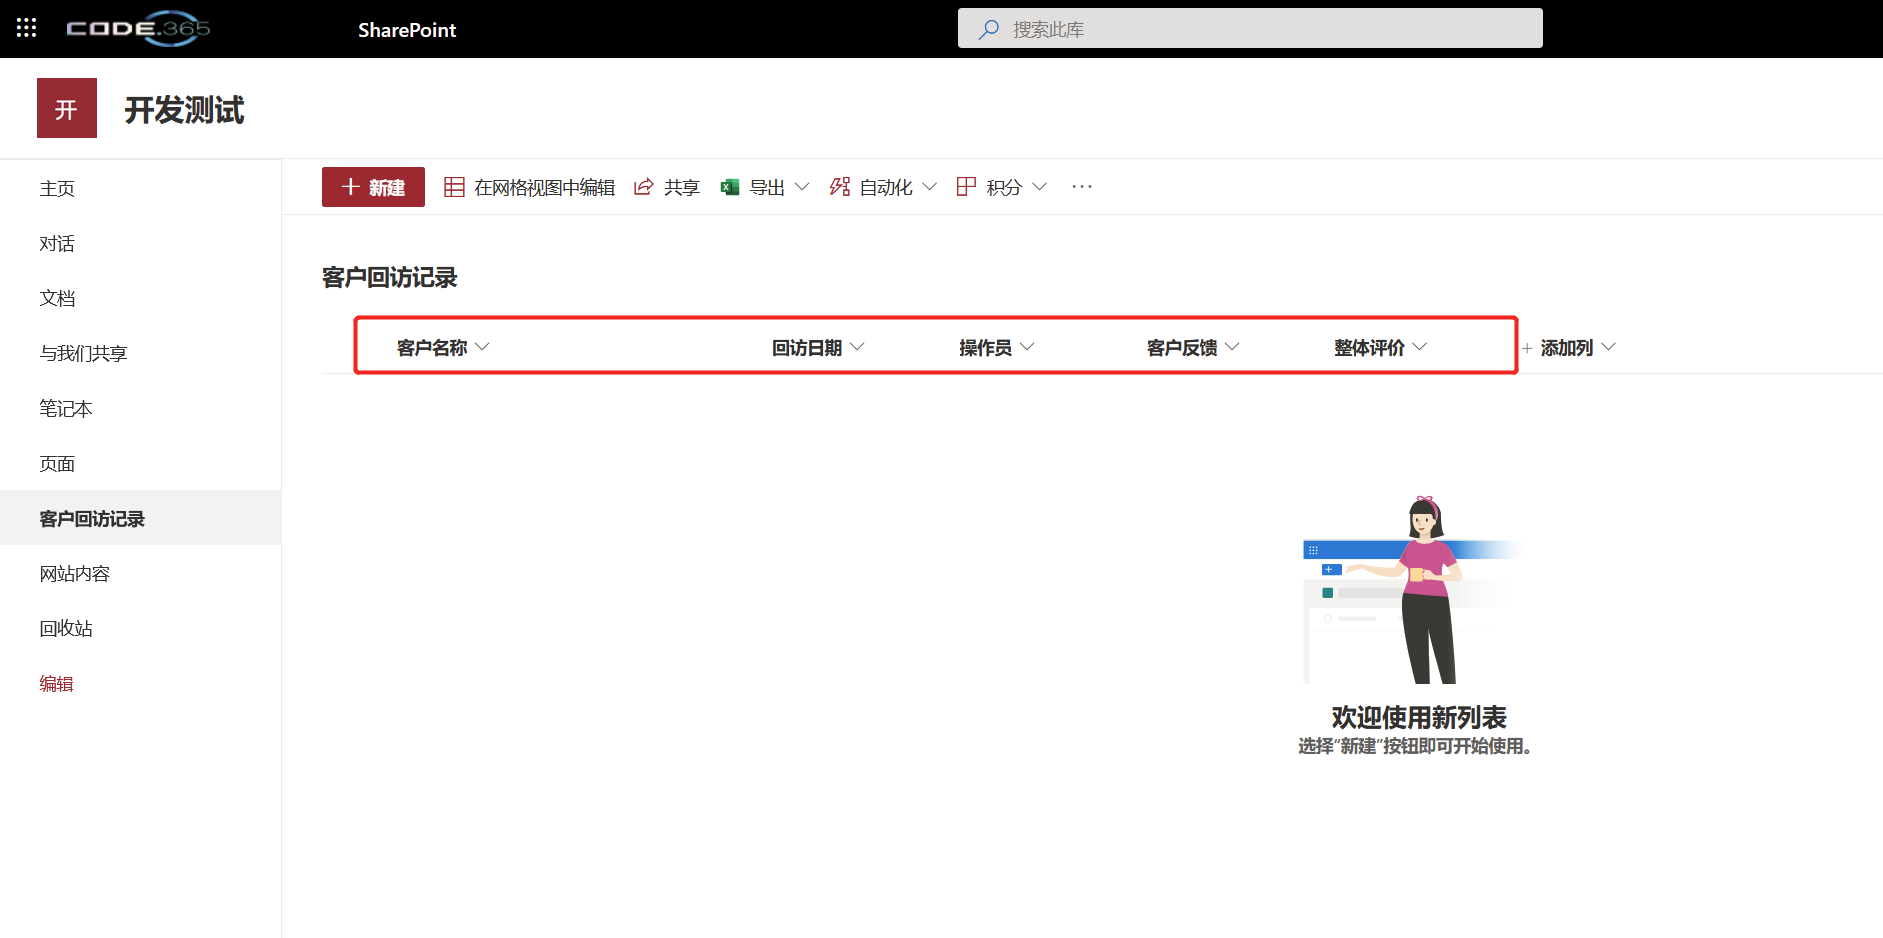 CODE.365
SharePoint
搜索此库
开
开发测试
主页
对话
文档
与我们共享
笔记本
页面
客户回访记录
网站内容
回收站
编辑
+ 新建 在网格视图中编辑 共享 导出 自动化 积分 ···
客户回访记录
客户名称 回访日期 操作员 客户反馈 整体评价 + 添加列
欢迎使用新列表
选择“新建”按钮即可开始使用。